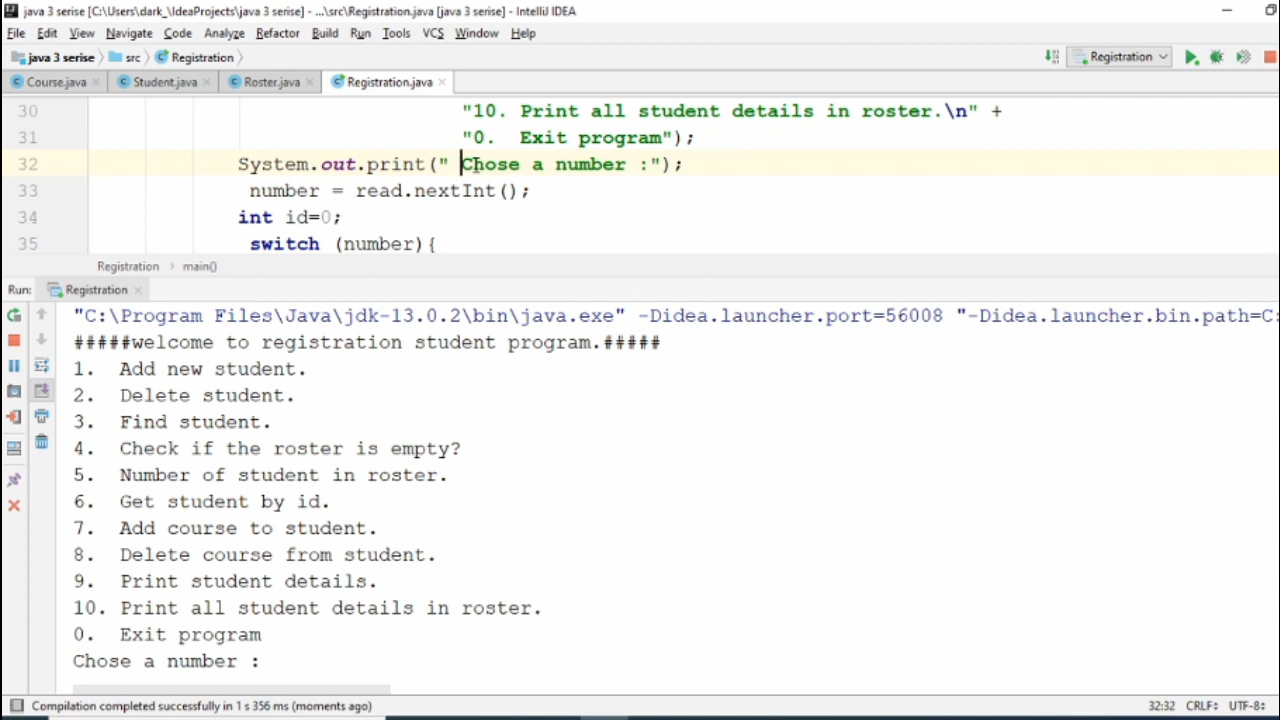 java 3 serise [C:\Users\dark_\IdeaProjects\java 3 serise] - ...\src\Registration.java [java 3 serise] - IntelliJ IDEA
File Edit View Navigate Code Analyze Refactor Build Run Tools VCS Window Help
java 3 serise src Registration Registration
Course.java Student.java Roster.java Registration.java
30 "10. Print all student details in roster.\n" +
31 "0.  Exit program");
32 System.out.print(" Chose a number :");
33 number = read.nextInt();
34 int id=0;
35 switch (number){
Registration main()
Run: Registration
"C:\Program Files\Java\jdk-13.0.2\bin\java.exe" -Didea.launcher.port=56008 "-Didea.launcher.bin.path=C:
#####welcome to registration student program.#####
1.  Add new student.
2.  Delete student.
3.  Find student.
4.  Check if the roster is empty?
5.  Number of student in roster.
6.  Get student by id.
7.  Add course to student.
8.  Delete course from student.
9.  Print student details.
10. Print all student details in roster.
0.  Exit program
Chose a number :
Compilation completed successfully in 1 s 356 ms (moments ago) 32:32 CRLF UTF-8